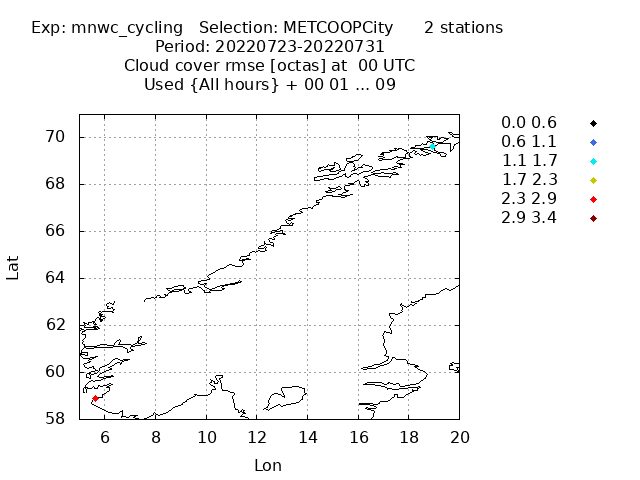 Exp: mnwc_cycling   Selection: METCOOPCity      2 stations
Period: 20220723-20220731
Cloud cover rmse [octas] at  00 UTC
Used {All hours} + 00 01 ... 09
0.0 0.6
0.6 1.1
1.1 1.7
1.7 2.3
2.3 2.9
2.9 3.4
Lat
70
68
66
64
62
60
58
6 8 10 12 14 16 18 20
Lon